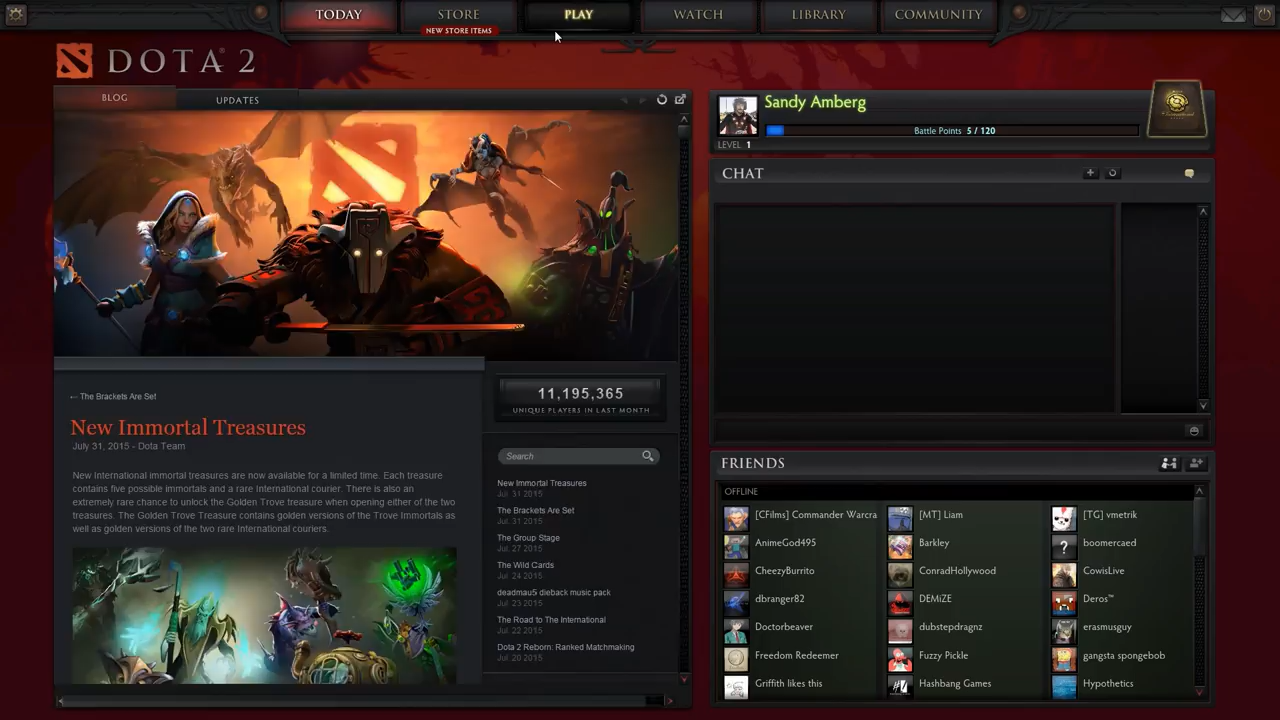 TODAY
STORE
NEW STORE ITEMS
PLAY
WATCH
LIBRARY
COMMUNITY
DOTA 2
BLOG
UPDATES
← The Brackets Are Set
New Immortal Treasures
July 31, 2015 - Dota Team
New International immortal treasures are now available for a limited time. Each treasure
contains five possible immortals and a rare International courier. There is also an
extremely rare chance to unlock the Golden Trove treasure when opening either of the two
treasures. The Golden Trove Treasure contains golden versions of the Trove Immortals as
well as golden versions of the two rare International couriers.
11,195,365
UNIQUE PLAYERS IN LAST MONTH
Search
New Immortal Treasures
Jul 31 2015
The Brackets Are Set
Jul. 31 2015
The Group Stage
Jul. 27 2015
The Wild Cards
Jul 24 2015
deadmau5 dieback music pack
Jul. 23 2015
The Road to The International
Jul. 22 2015
Dota 2 Reborn: Ranked Matchmaking
Jul 20 2015
Sandy Amberg
Battle Points 5 / 120
LEVEL 1
CHAT
FRIENDS
OFFLINE
[CFilms] Commander Warcra
[MT] Liam
[TG] vmetrik
AnimeGod495
Barkley
boomercaed
CheezyBurrito
ConradHollywood
CowisLive
dbranger82
DEMiZE
Deros™
Doctorbeaver
dubstepdragnz
erasmusguy
Freedom Redeemer
Fuzzy Pickle
gangsta spongebob
Griffith likes this
Hashbang Games
Hypothetics